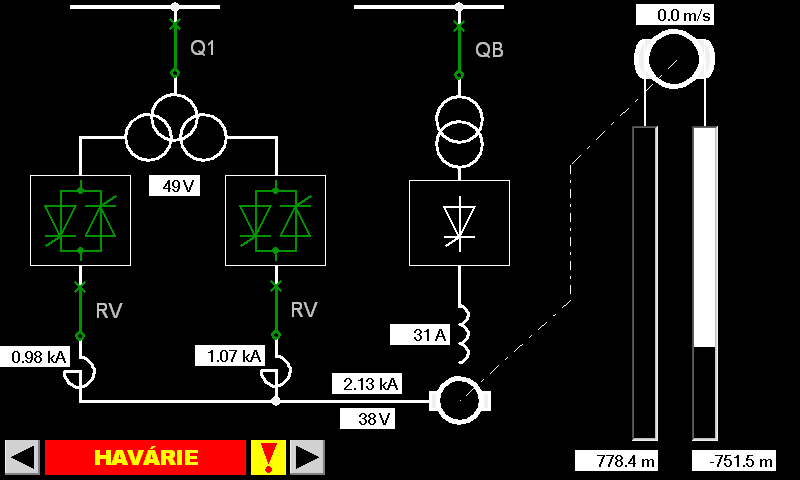 0.0 m/s
Q1
QB
49 V
RV
RV
31 A
0.98 kA
1.07 kA
2.13 kA
38 V
HAVÁRIE
!
778.4 m
-751.5 m